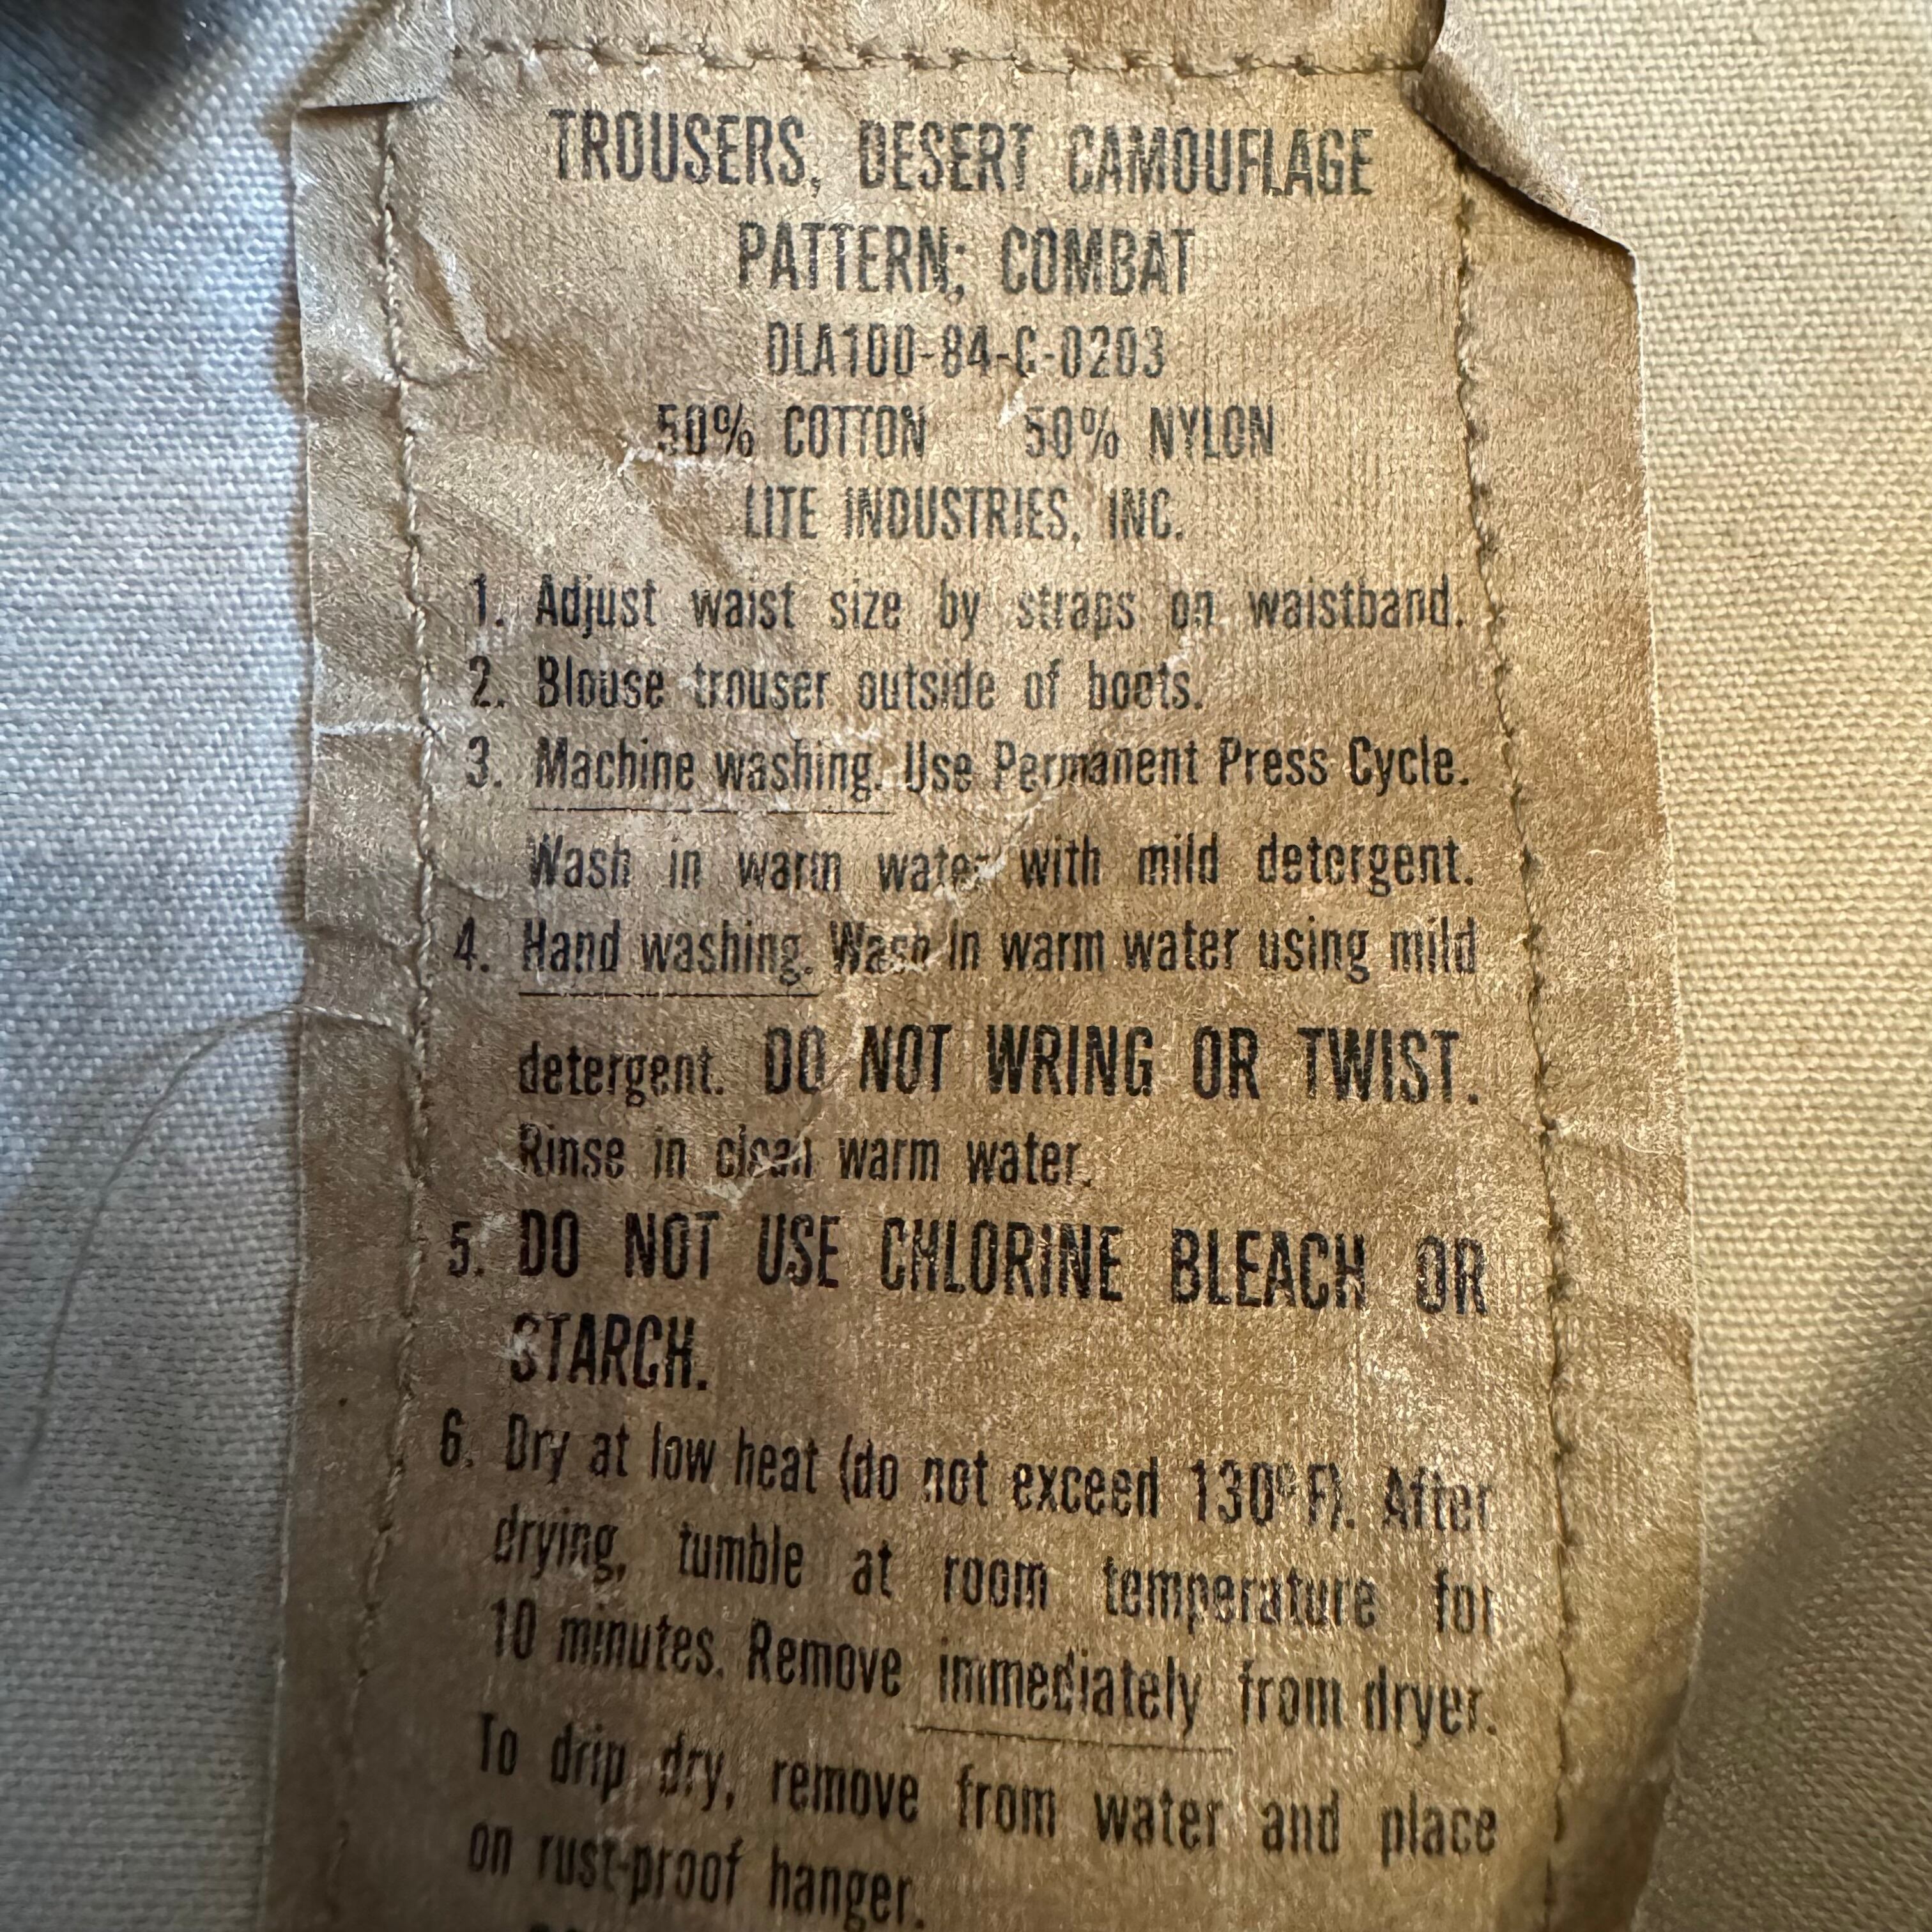 TROUSERS, DESERT CAMOUFLAGE
PATTERN; COMBAT
DLA100-84-C-0203
50% COTTON 50% NYLON
LITE INDUSTRIES, INC.
1. Adjust waist size by straps on waistband.
2. Blouse trouser outside of boots.
3. Machine washing. Use Permanent Press Cycle.
Wash in warm water with mild detergent.
4. Hand washing. Wash in warm water using mild
detergent. DO NOT WRING OR TWIST.
Rinse in clean warm water.
5. DO NOT USE CHLORINE BLEACH OR
STARCH.
6. Dry at low heat (do not exceed 130° F). After
drying, tumble at room temperature for
10 minutes. Remove immediately from dryer.
To drip dry, remove from water and place
on rust-proof hanger.